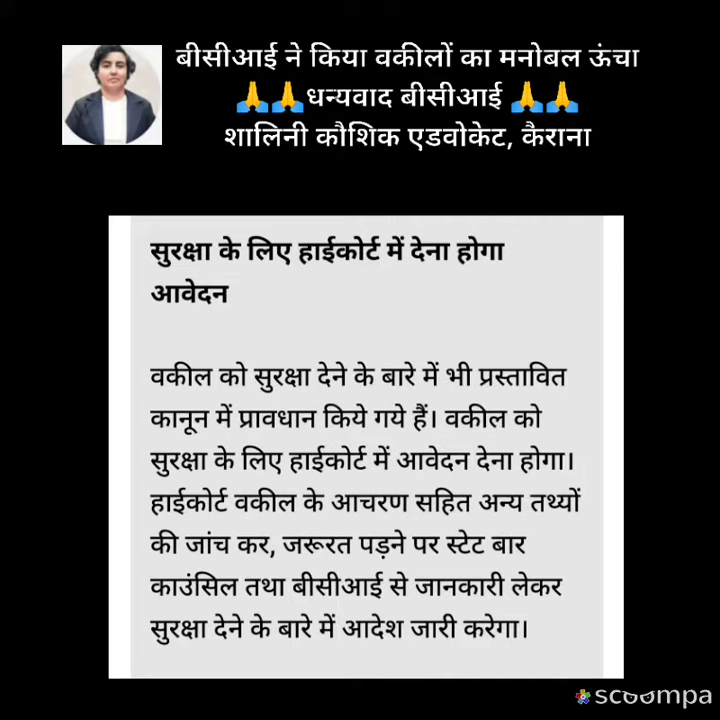 बीसीआई ने किया वकीलों का मनोबल ऊंचा
🙏🙏धन्यवाद बीसीआई 🙏🙏
शालिनी कौशिक एडवोकेट, कैराना
सुरक्षा के लिए हाईकोर्ट में देना होगा
आवेदन
वकील को सुरक्षा देने के बारे में भी प्रस्तावित
कानून में प्रावधान किये गये हैं। वकील को
सुरक्षा के लिए हाईकोर्ट में आवेदन देना होगा।
हाईकोर्ट वकील के आचरण सहित अन्य तथ्यों
की जांच कर, जरूरत पड़ने पर स्टेट बार
काउंसिल तथा बीसीआई से जानकारी लेकर
सुरक्षा देने के बारे में आदेश जारी करेगा।
scoompa